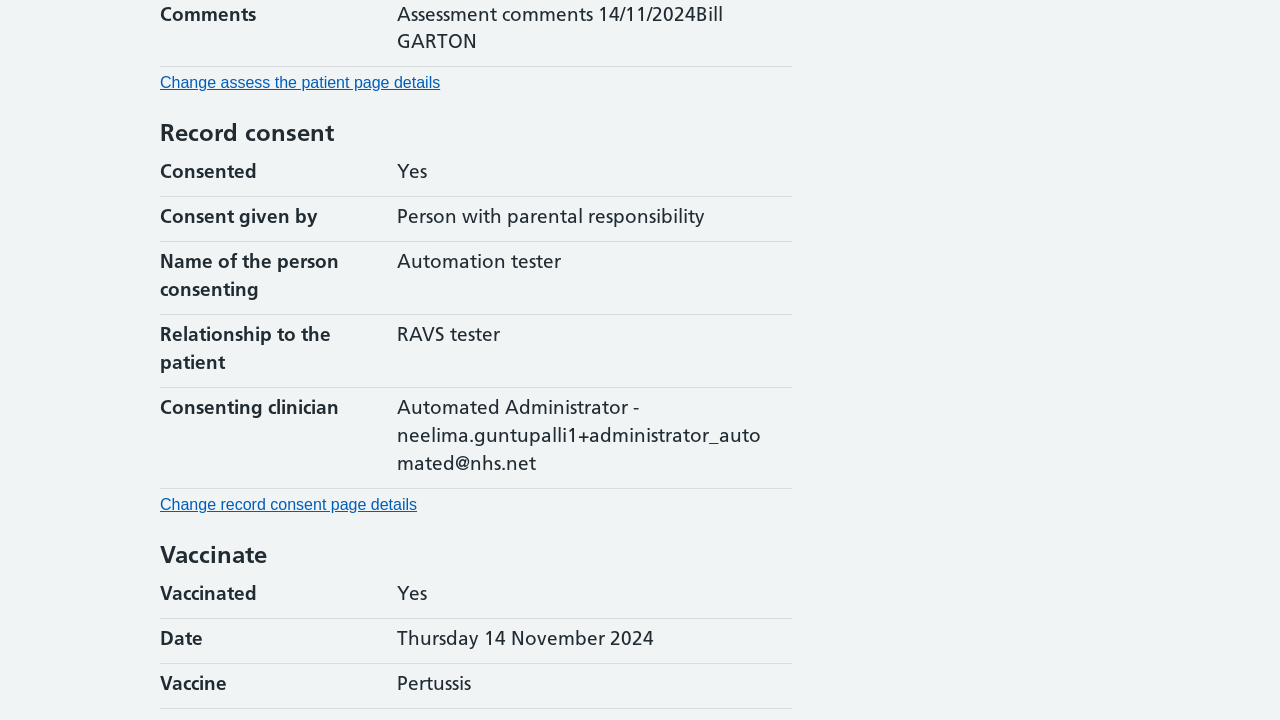 Comments Assessment comments 14/11/2024Bill
GARTON
Change assess the patient page details
Record consent
Consented Yes
Consent given by Person with parental responsibility
Name of the person Automation tester
consenting
Relationship to the RAVS tester
patient
Consenting clinician Automated Administrator -
neelima.guntupalli1+administrator_auto
mated@nhs.net
Change record consent page details
Vaccinate
Vaccinated Yes
Date Thursday 14 November 2024
Vaccine Pertussis